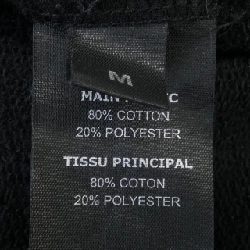 M
MAIN
80% COTTON
20% POLYESTER
TISSU PRINCIPAL
80% COTON
20% POLYESTER